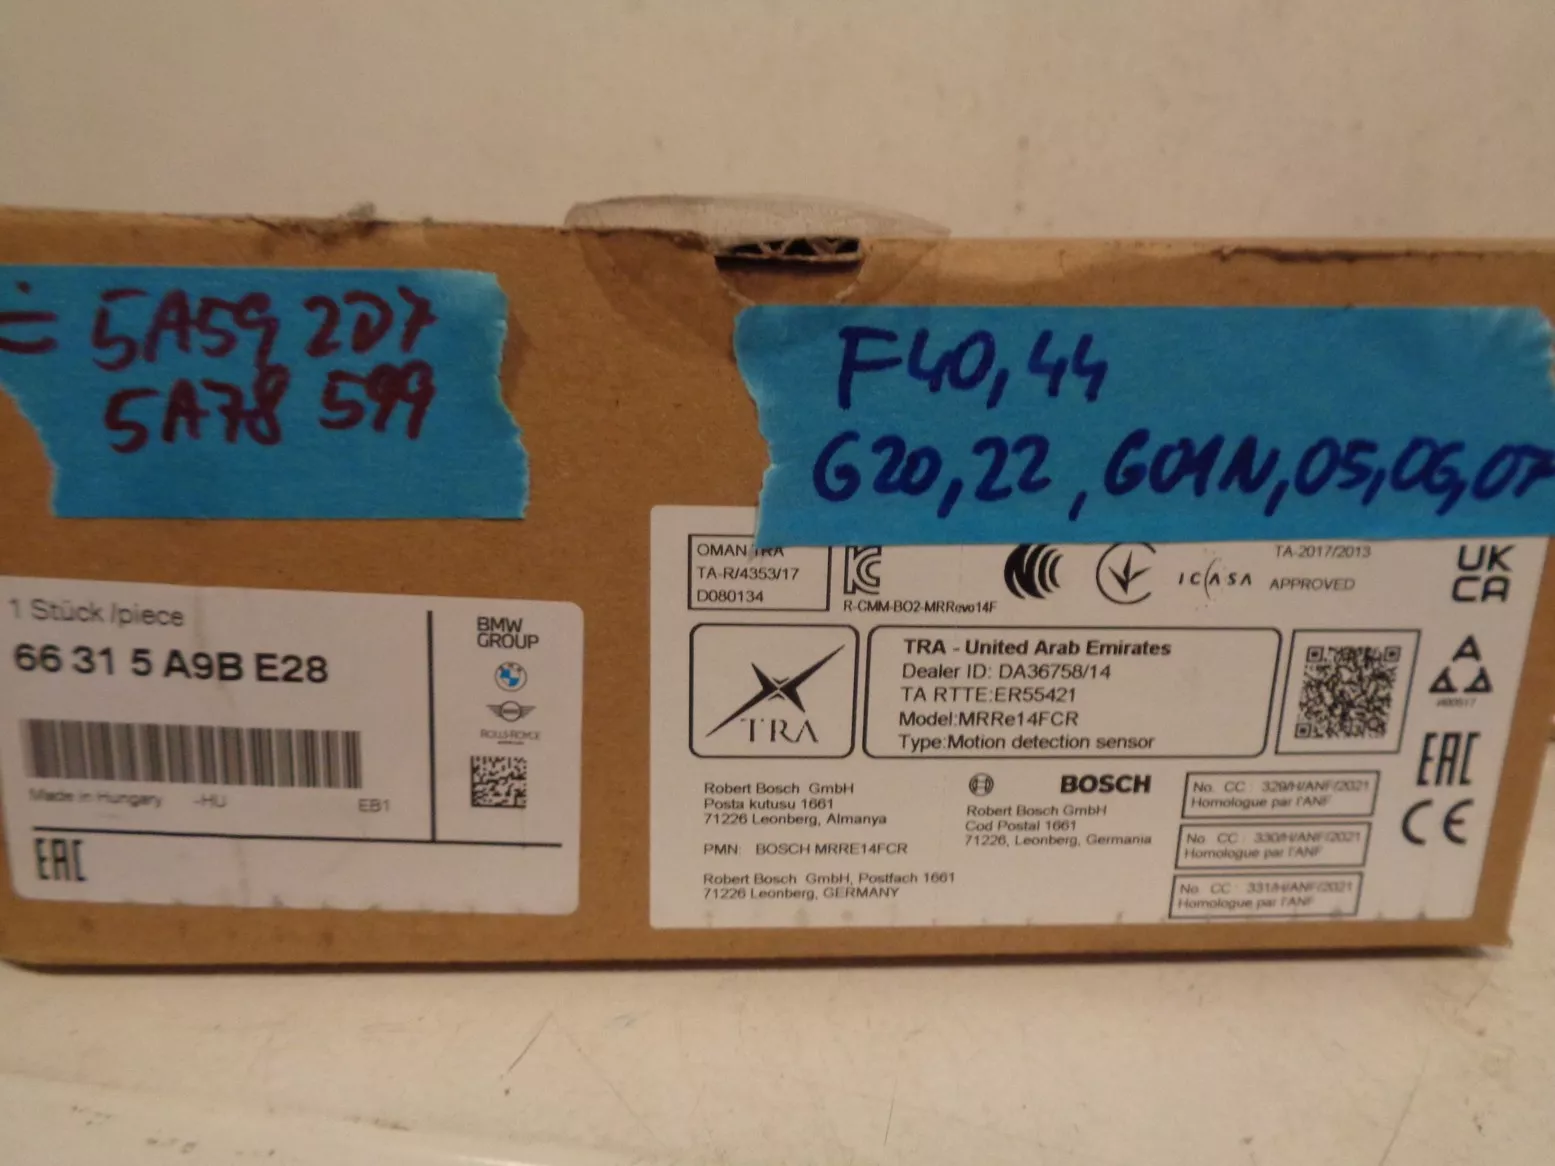 = 5A59 207
5A78 599
F40,44
G20,22, G01N,05,06,07
1 Stück/piece
66 31 5 A9B E28
Made in Hungary -HU EB1
EAC
BMW
GROUP
MINI
ROLLS-ROYCE
OMAN TRA
TA-R/4353/17
D080134
R-CMM-BO2-MRRevo14F
ICASA
TA-2017/2013
APPROVED
UK
CA
TRA
TRA - United Arab Emirates
Dealer ID: DA36758/14
TA RTTE:ER55421
Model:MRRe14FCR
Type:Motion detection sensor
EAC
CE
Robert Bosch GmbH
Posta kutusu 1661
71226 Leonberg, Almanya
PMN: BOSCH MRRE14FCR
Robert Bosch GmbH, Postfach 1661
71226 Leonberg, GERMANY
BOSCH
Robert Bosch GmbH
Cod Postal 1661
71226, Leonberg, Germania
No. CC : 329/H/ANF/2021
Homologue par l'ANF
No. CC : 330/H/ANF/2021
Homologue par l'ANF
No. CC : 331/H/ANF/2021
Homologue par l'ANF